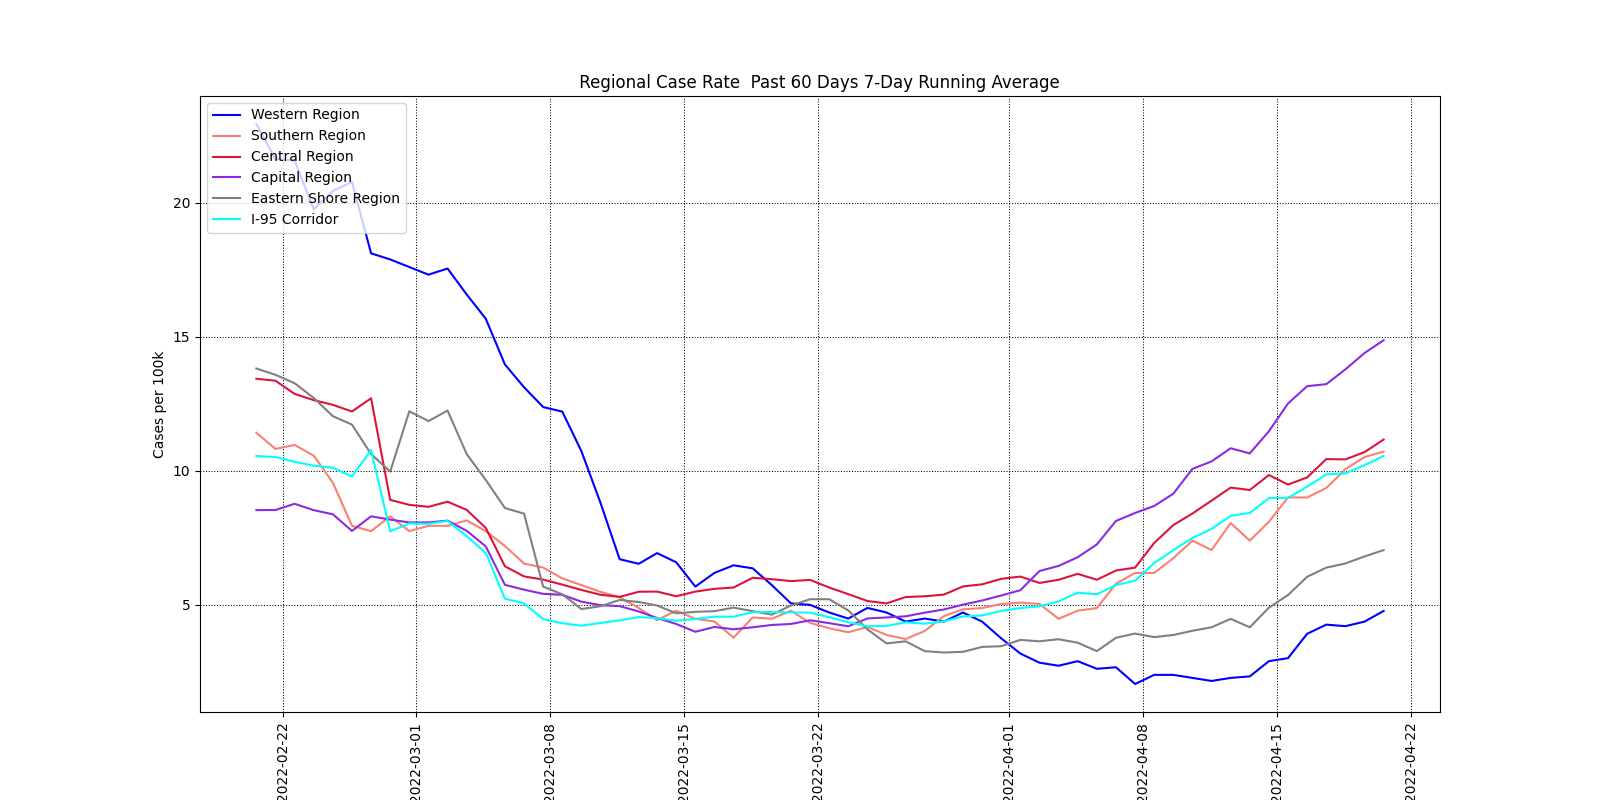 Regional Case Rate  Past 60 Days 7-Day Running Average
Western Region
Southern Region
Central Region
Capital Region
Eastern Shore Region
I-95 Corridor
Cases per 100k
20
15
10
5
2022-02-22
2022-03-01
2022-03-08
2022-03-15
2022-03-22
2022-04-01
2022-04-08
2022-04-15
2022-04-22